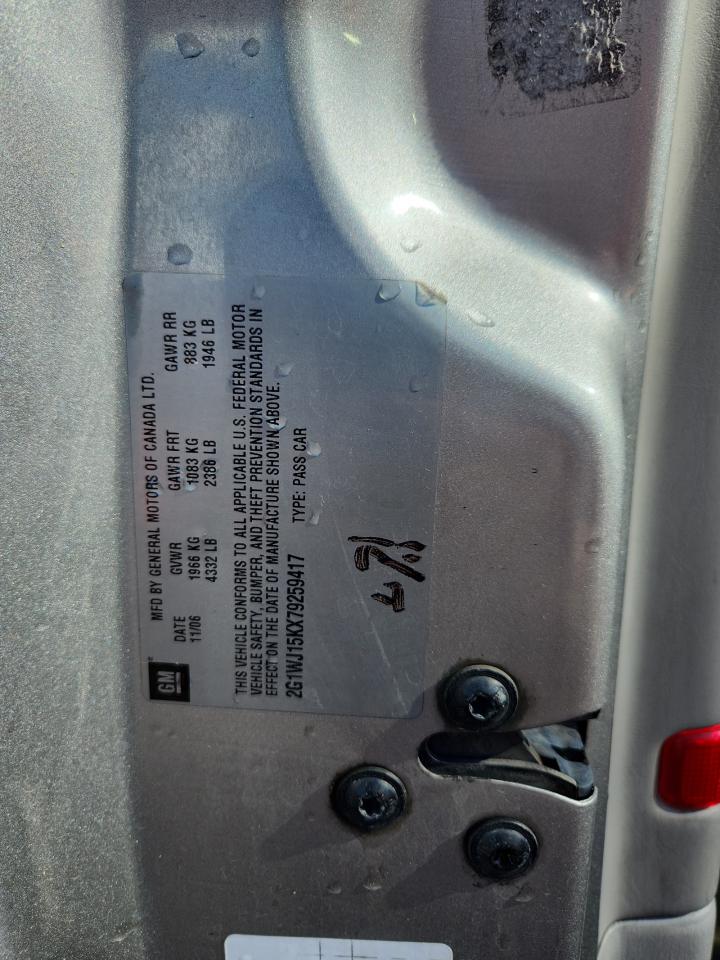 GM
MFD BY GENERAL MOTORS OF CANADA LTD.
DATE GVWR GAWR FRT GAWR RR
11/06 1966 KG 1083 KG 883 KG
4332 LB 2386 LB 1946 LB
THIS VEHICLE CONFORMS TO ALL APPLICABLE U.S. FEDERAL MOTOR
VEHICLE SAFETY, BUMPER, AND THEFT PREVENTION STANDARDS IN
EFFECT ON THE DATE OF MANUFACTURE SHOWN ABOVE.
2G1WJ15KX79259417 TYPE: PASS CAR